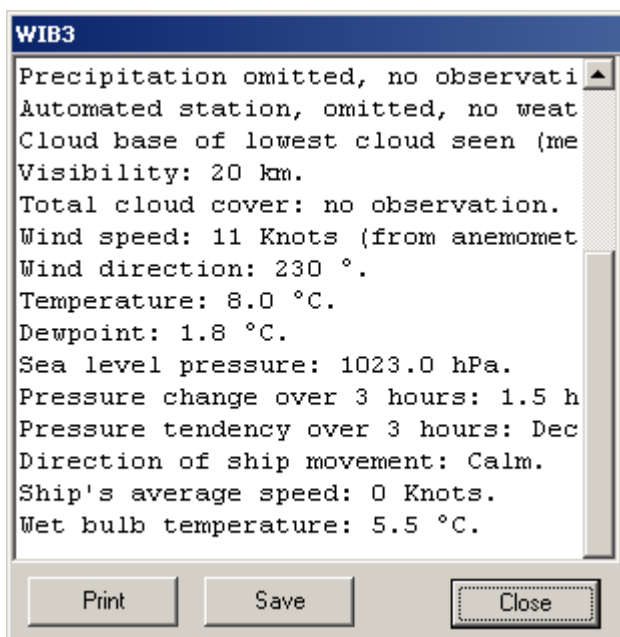 WIB3
Precipitation omitted, no observati
Automated station, omitted, no weat
Cloud base of lowest cloud seen (me
Visibility: 20 km.
Total cloud cover: no observation.
Wind speed: 11 Knots (from anemomet
Wind direction: 230 °.
Temperature: 8.0 °C.
Dewpoint: 1.8 °C.
Sea level pressure: 1023.0 hPa.
Pressure change over 3 hours: 1.5 h
Pressure tendency over 3 hours: Dec
Direction of ship movement: Calm.
Ship's average speed: 0 Knots.
Wet bulb temperature: 5.5 °C.
Print Save Close